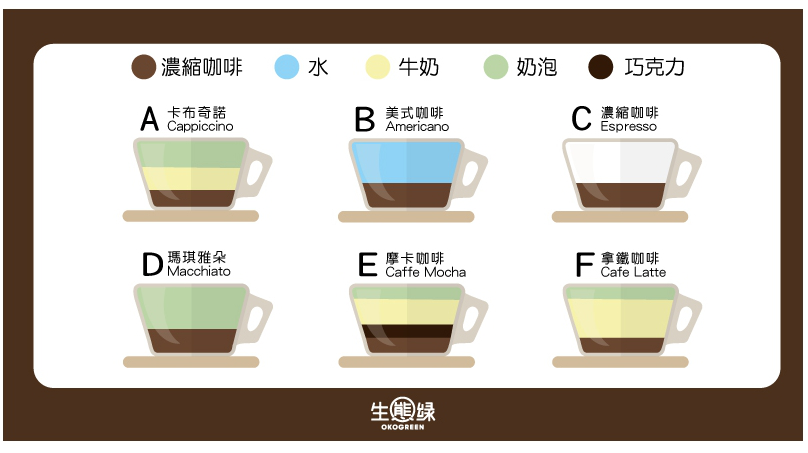 濃縮咖啡 水 牛奶 奶泡 巧克力
A 卡布奇諾
Cappiccino
B 美式咖啡
Americano
C 濃縮咖啡
Espresso
D 瑪琪雅朵
Macchiato
E 摩卡咖啡
Caffe Mocha
F 拿鐵咖啡
Cafe Latte
生態綠
OKOGREEN